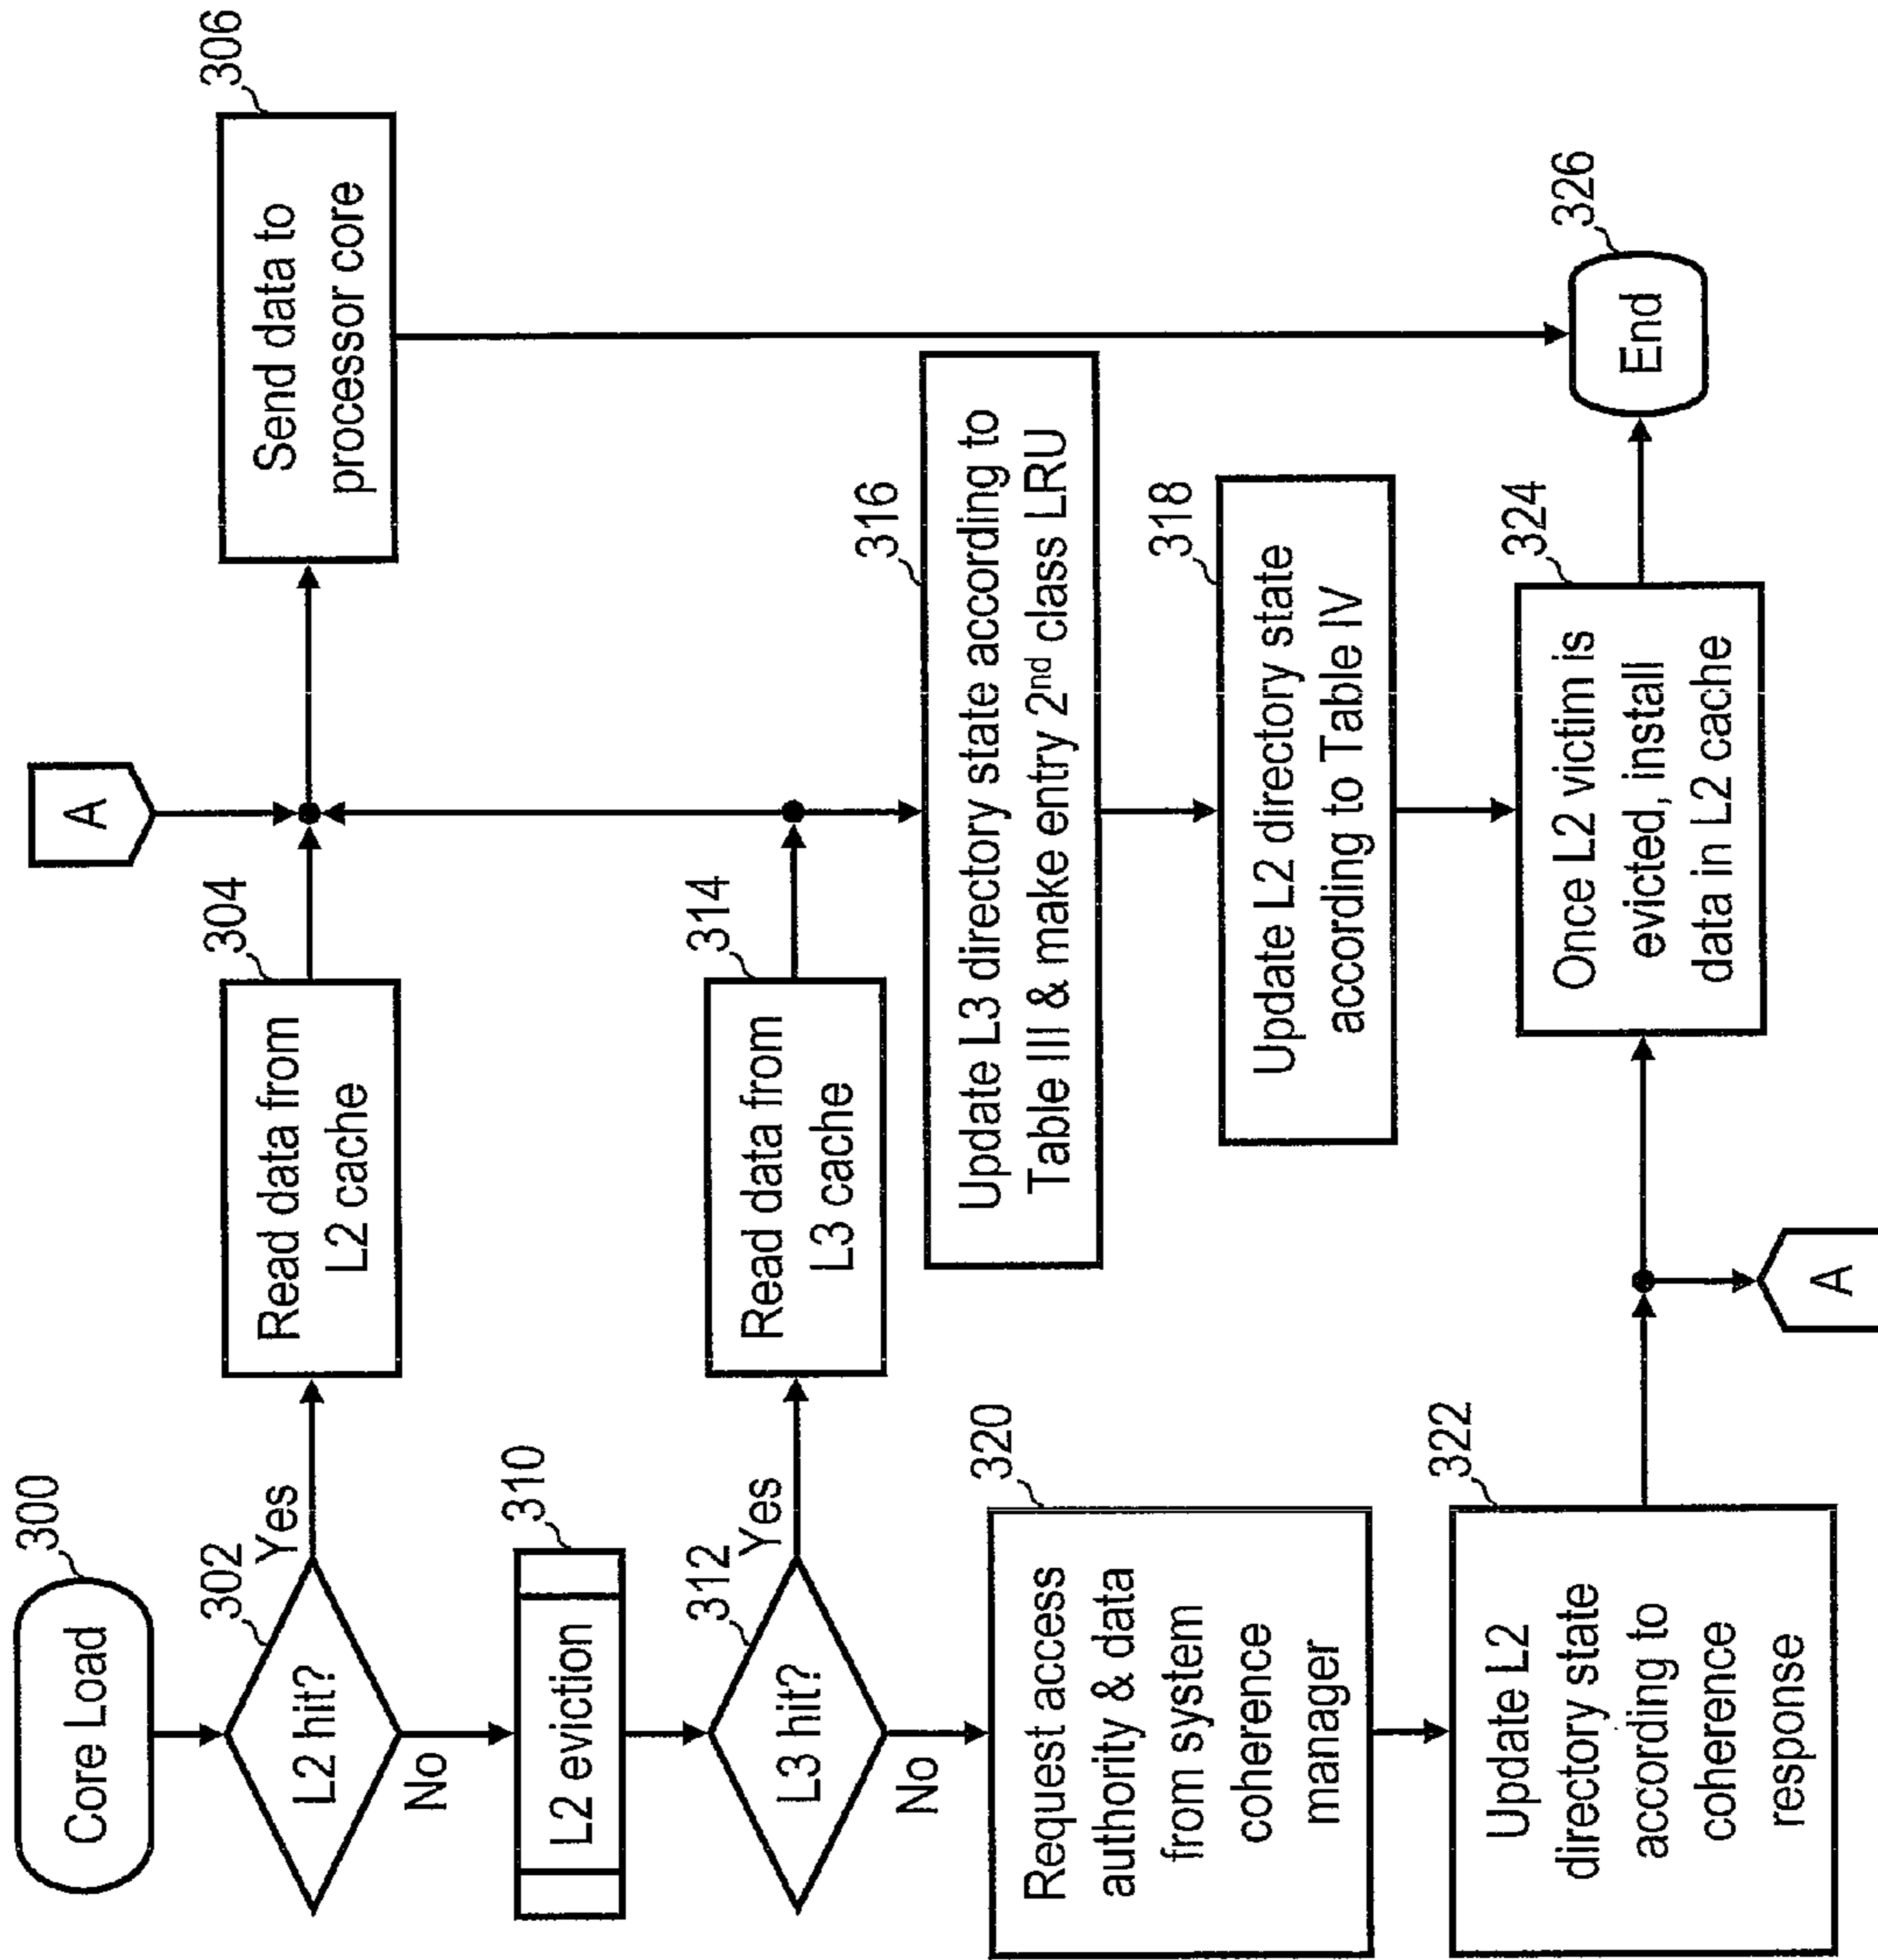 300
Core Load
302
L2 hit?
Yes
No
304
Read data from
L2 cache
A
306
Send data to
processor core
310
L2 eviction
312
L3 hit?
Yes
No
314
Read data from
L3 cache
316
Update L3 directory state according to
Table III & make entry 2nd class LRU
318
Update L2 directory state
according to Table IV
320
Request access
authority & data
from system
coherence
manager
322
Update L2
directory state
according to
coherence
response
A
324
Once L2 victim is
evicted, install
data in L2 cache
326
End